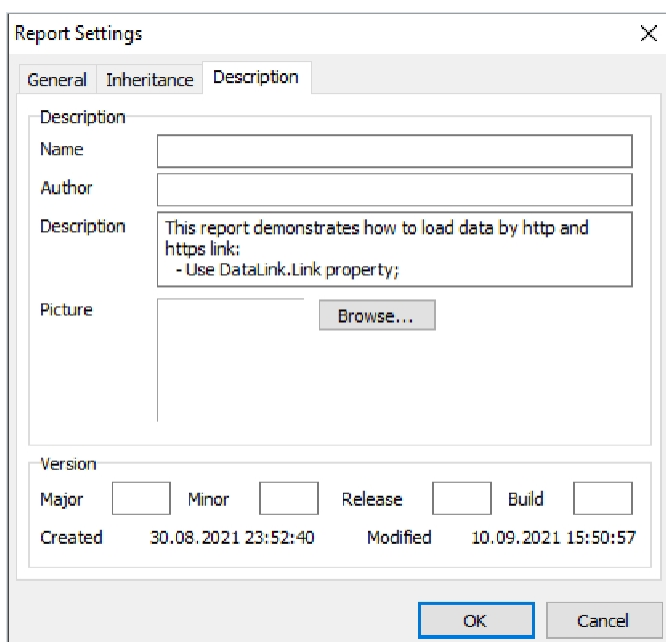 Report Settings
General Inheritance Description
Description
Name
Author
Description This report demonstrates how to load data by http and
https link:
- Use DataLink.Link property;
Picture Browse...
Version
Major Minor Release Build
Created 30.08.2021 23:52:40 Modified 10.09.2021 15:50:57
OK Cancel